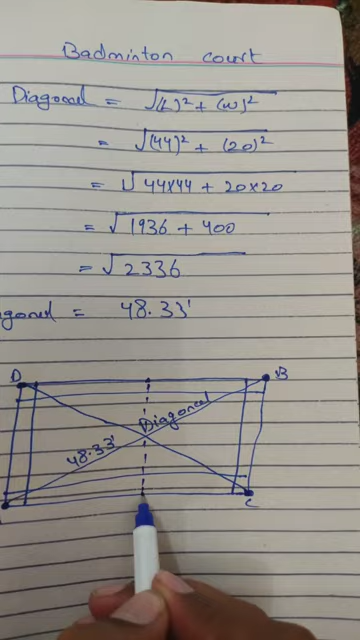 Badminton court
Diagonal = √(L)² + (W)²
= √(44)² + (20)²
= √44×44 + 20×20
= √1936 + 400
= √2336
agonal = 48.33'
D
B
Diagonal
48.33'
C